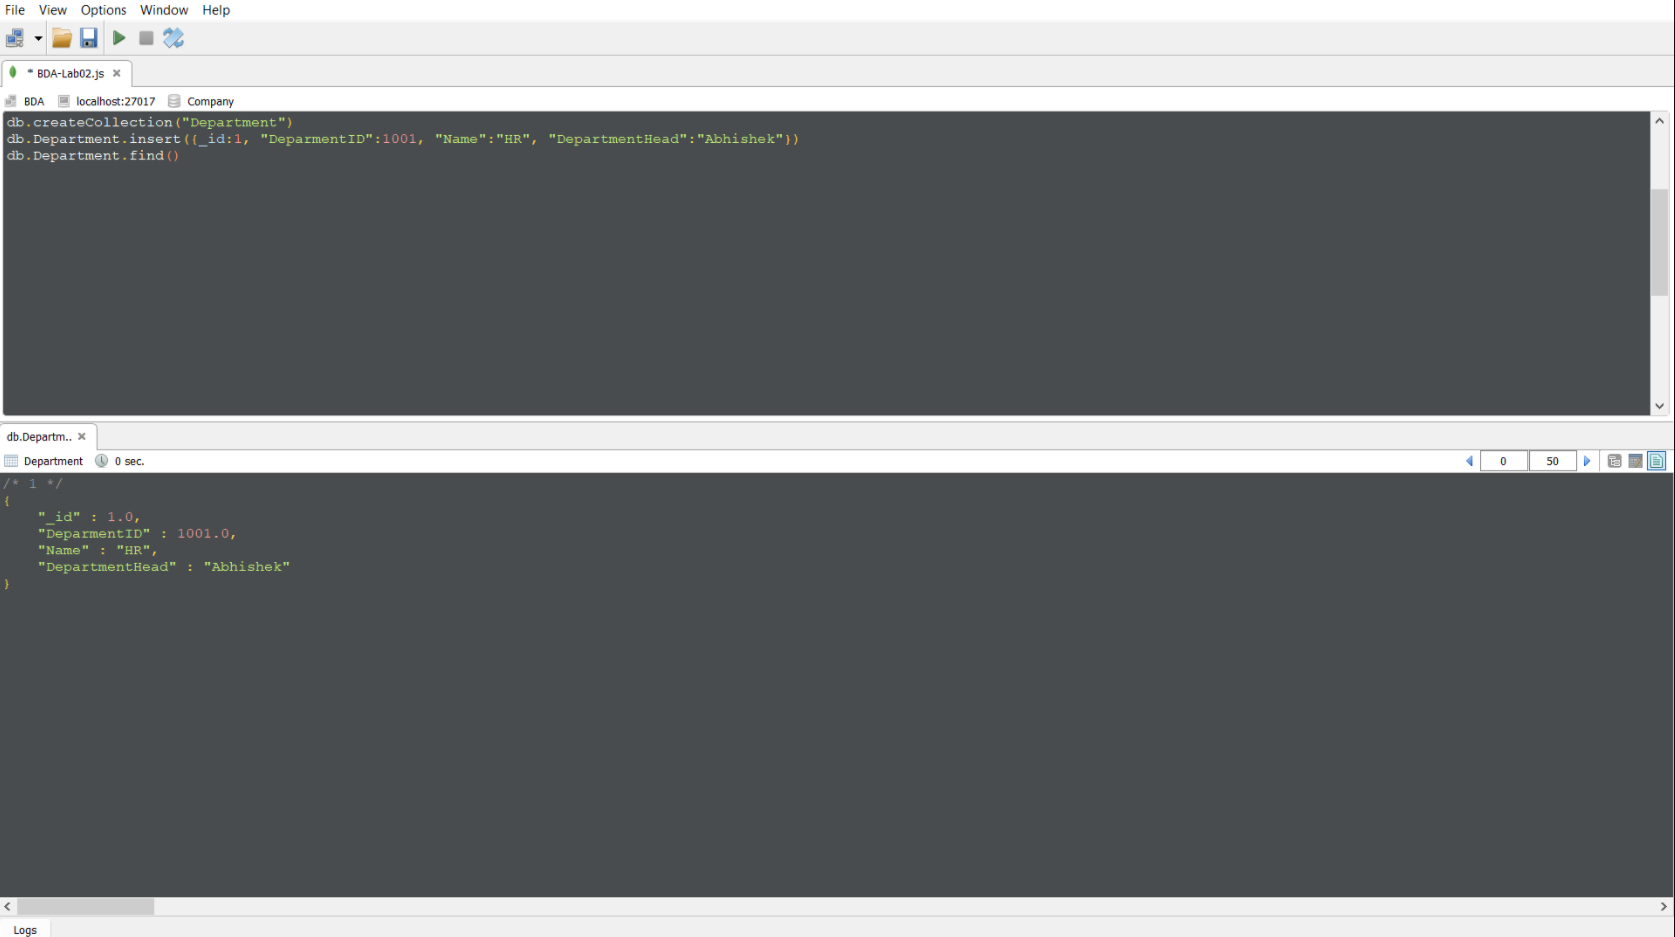 File View Options Window Help
* BDA-Lab02.js
BDA localhost:27017 Company
db.createCollection("Department")
db.Department.insert({_id:1, "DeparmentID":1001, "Name":"HR", "DepartmentHead":"Abhishek"})
db.Department.find()
db.Departm..
Department 0 sec. 0 50
/* 1 */
{
"_id" : 1.0,
"DeparmentID" : 1001.0,
"Name" : "HR",
"DepartmentHead" : "Abhishek"
}
Logs